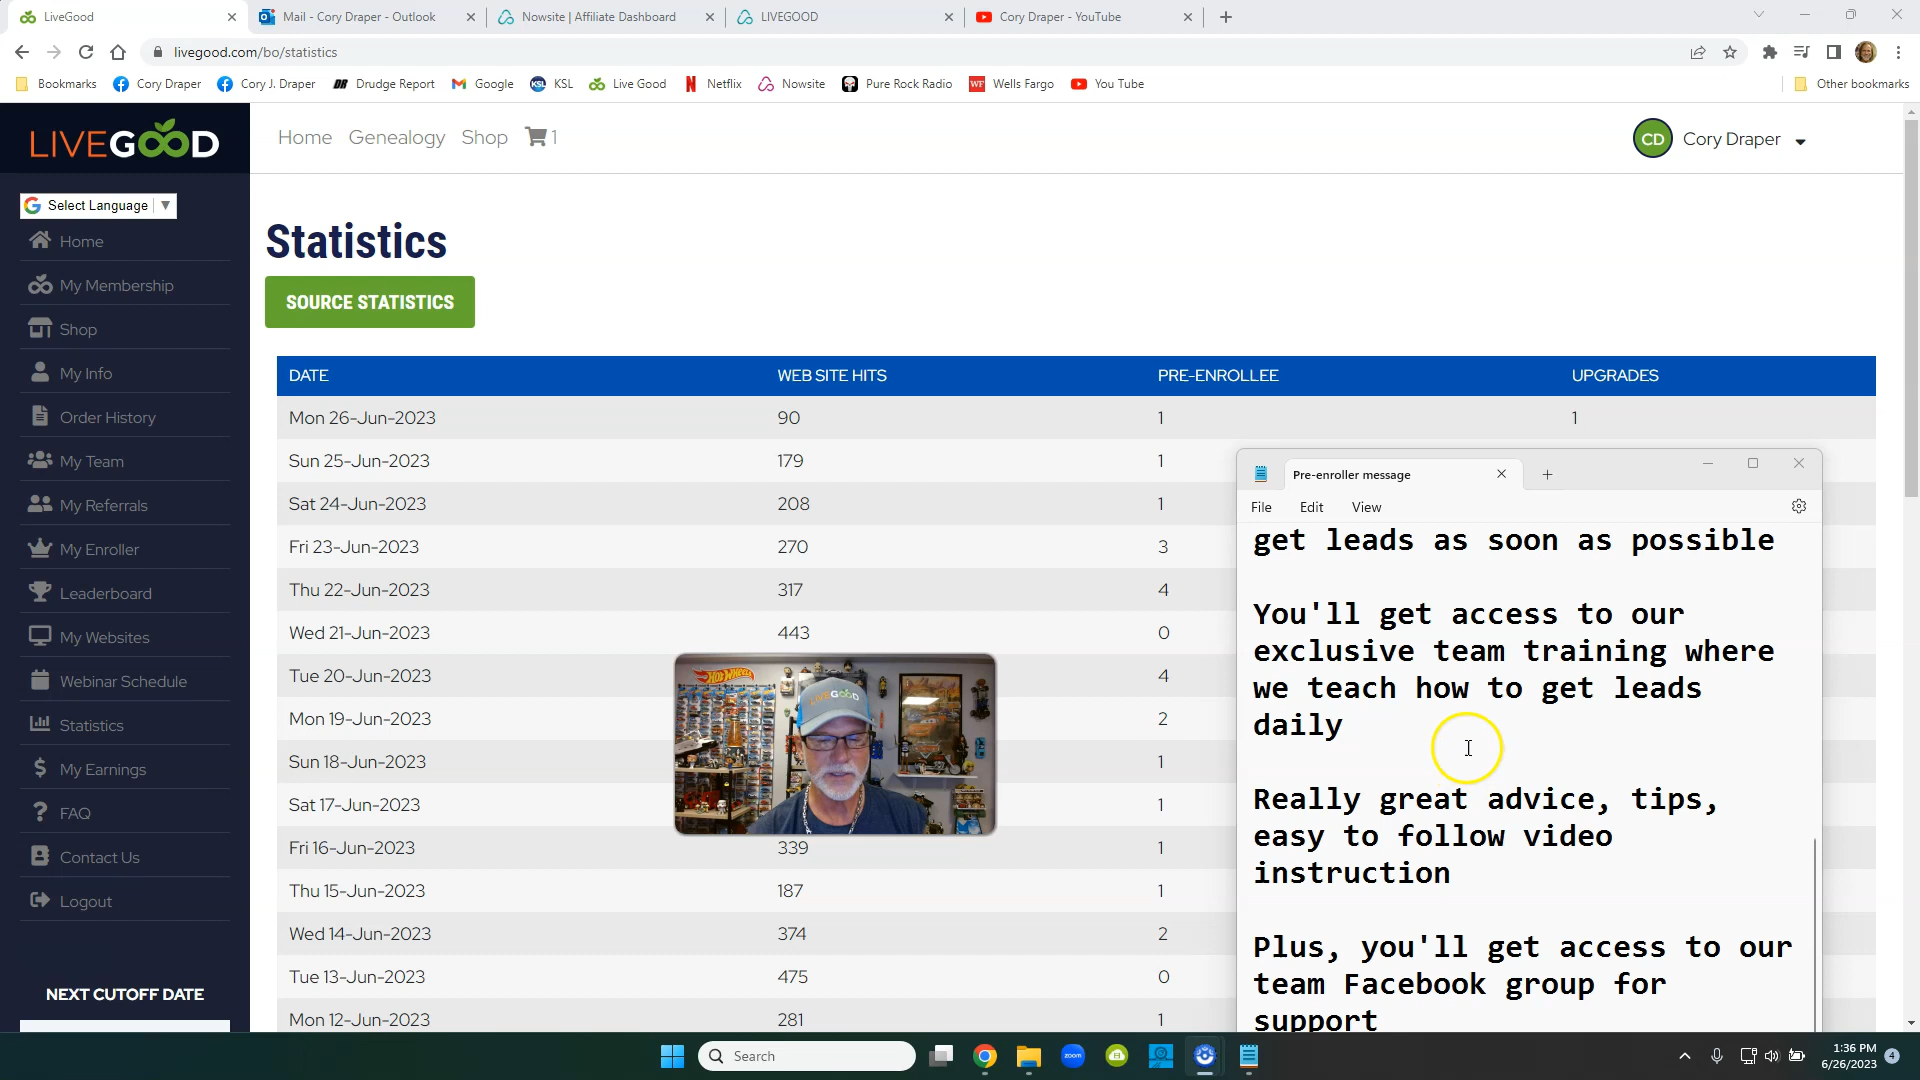 LiveGood
Mail - Cory Draper - Outlook
Nowsite | Affiliate Dashboard
LIVEGOOD
Cory Draper - YouTube
livegood.com/bo/statistics
Bookmarks
Cory Draper
Cory J. Draper
DR Drudge Report
Google
KSL KSL
Live Good
Netflix
Nowsite
Pure Rock Radio
WF Wells Fargo
You Tube
Other bookmarks
LIVEGOOD
Home
Genealogy
Shop
1
CD Cory Draper
G Select Language ▼
Home
My Membership
Shop
My Info
Order History
My Team
My Referrals
My Enroller
Leaderboard
My Websites
Webinar Schedule
Statistics
My Earnings
FAQ
Contact Us
Logout
NEXT CUTOFF DATE
Statistics
SOURCE STATISTICS
DATE WEB SITE HITS PRE-ENROLLEE UPGRADES
Mon 26-Jun-2023 90 1 1
Sun 25-Jun-2023 179 1
Sat 24-Jun-2023 208 1
Fri 23-Jun-2023 270 3
Thu 22-Jun-2023 317 4
Wed 21-Jun-2023 443 0
Tue 20-Jun-2023 4
Mon 19-Jun-2023 2
Sun 18-Jun-2023 1
Sat 17-Jun-2023 1
Fri 16-Jun-2023 339 1
Thu 15-Jun-2023 187 1
Wed 14-Jun-2023 374 2
Tue 13-Jun-2023 475 0
Mon 12-Jun-2023 281 1
HOT WHEELS
LIVEGOOD
Pre-enroller message
File Edit View
get leads as soon as possible
You'll get access to our
exclusive team training where
we teach how to get leads
daily
Really great advice, tips,
easy to follow video
instruction
Plus, you'll get access to our
team Facebook group for
support
Search
zoom
1:36 PM
6/26/2023
4